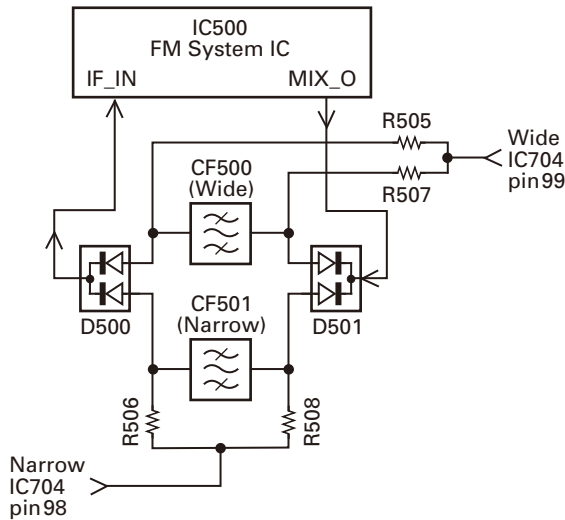 IC500
FM System IC
IF_IN MIX_O
R505
Wide
IC704
pin99
R507
CF500
(Wide)
D500
D501
CF501
(Narrow)
R506
R508
Narrow
IC704
pin98